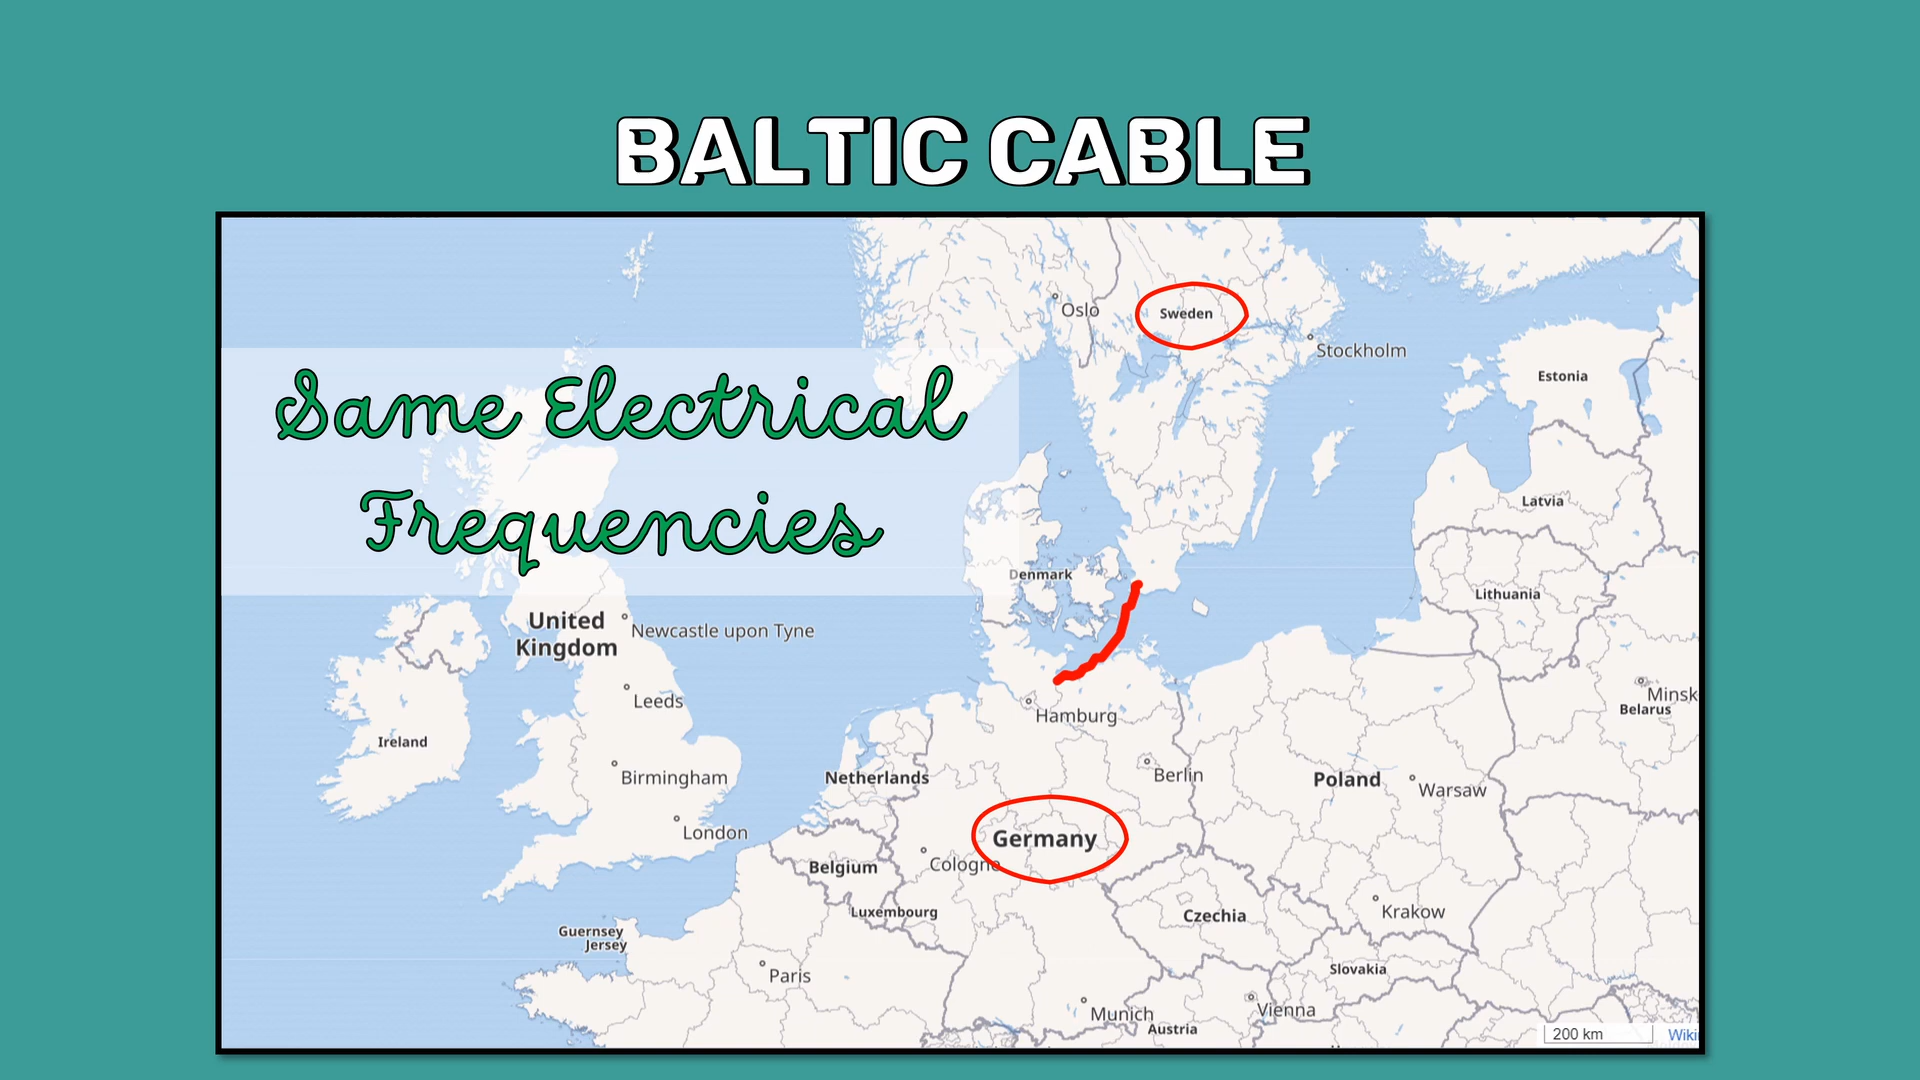 BALTIC CABLE
Oslo
Sweden
Stockholm
Estonia
Same Electrical
Frequencies
Latvia
Denmark
Lithuania
United
Kingdom
Newcastle upon Tyne
Leeds
Minsk
Belarus
Hamburg
Ireland
Birmingham
Netherlands
Berlin
Poland
Warsaw
London
Germany
Belgium
Cologne
Luxembourg
Czechia
Krakow
Guernsey
Jersey
Paris
Slovakia
Munich
Vienna
Austria
200 km
Wiki